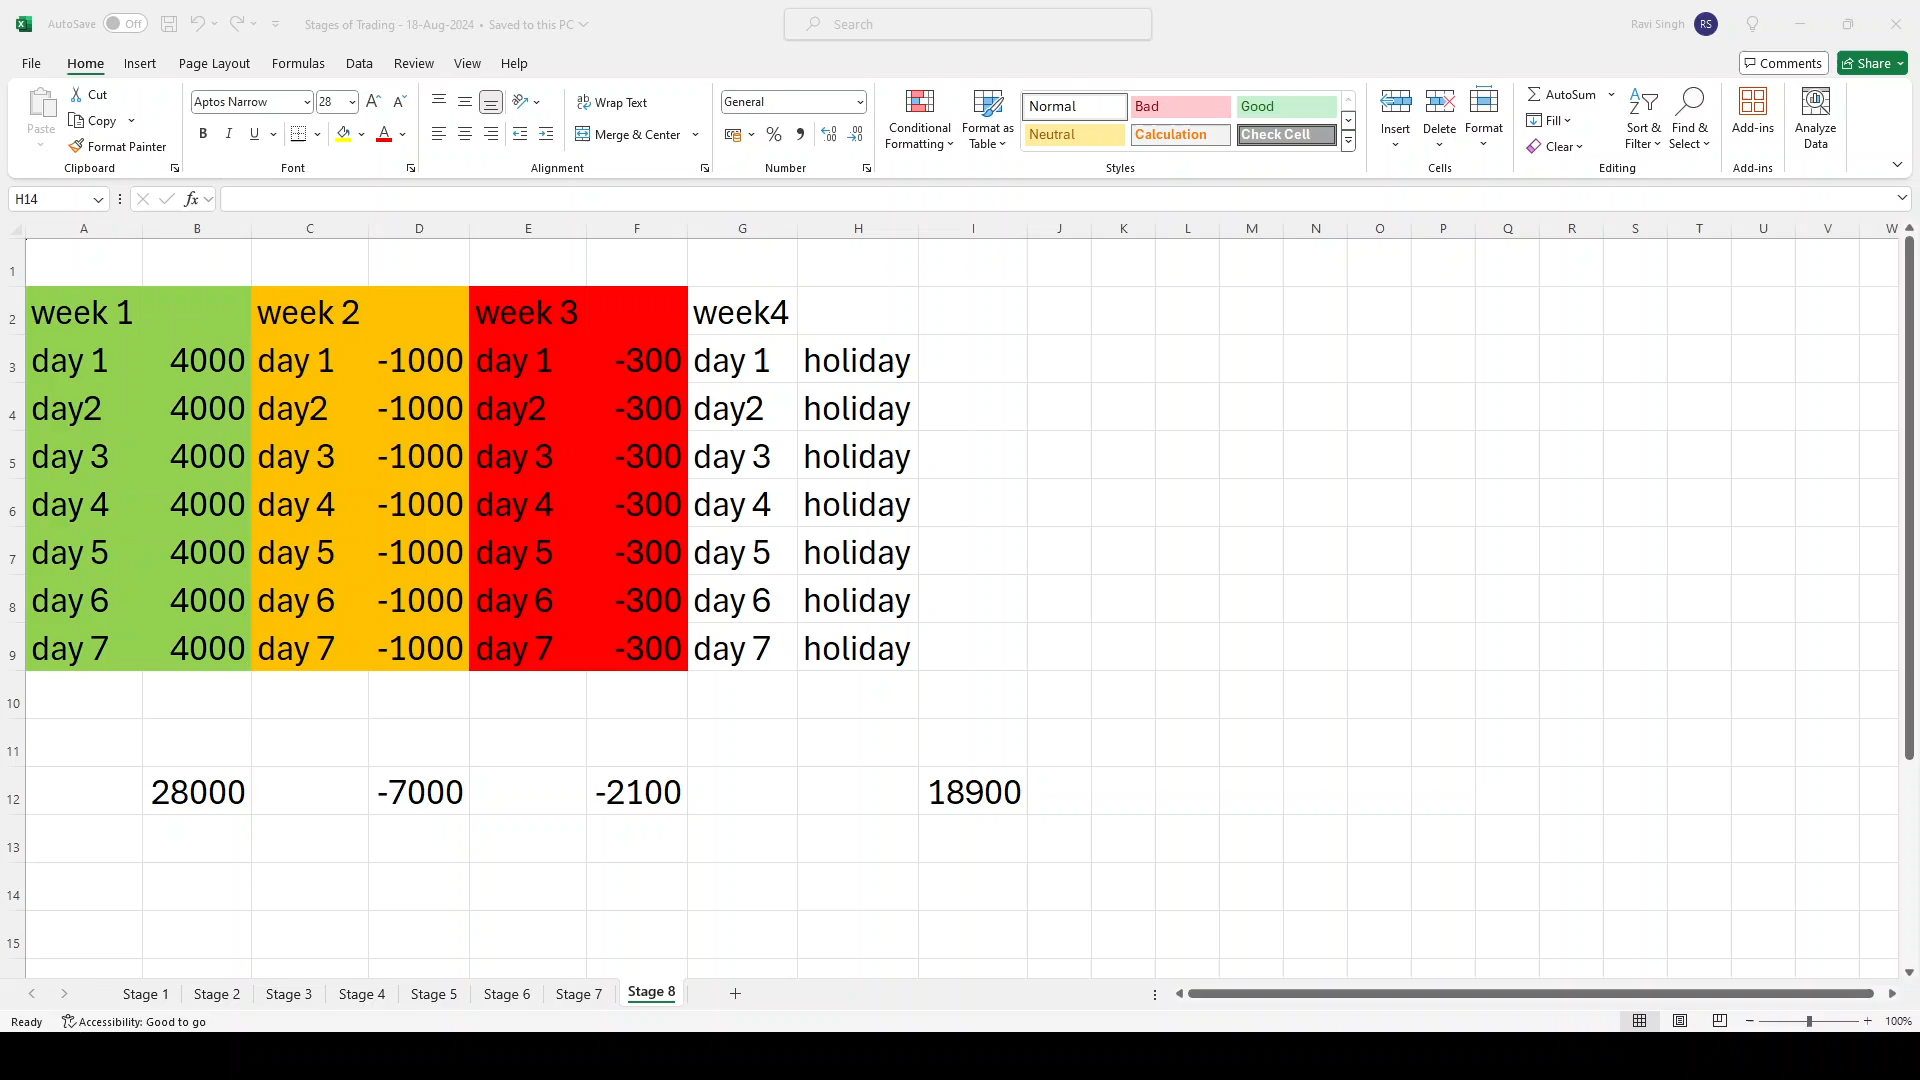 AutoSave Off Stages of Trading - 18-Aug-2024 • Saved to this PC Search Ravi Singh RS
File Home Insert Page Layout Formulas Data Review View Help Comments Share
Paste Cut Copy Format Painter Clipboard
Aptos Narrow 28 A A B I U A Font
ab Wrap Text Merge & Center Alignment
General % , Number
Conditional Formatting Format as Table Normal Bad Good Neutral Calculation Check Cell Styles
Insert Delete Format Cells
AutoSum Fill Clear Sort & Filter Find & Select Editing
Add-ins Add-ins
Analyze Data
H14 fx
A B C D E F G H I J K L M N O P Q R S T U V W
1
2 week 1 week 2 week 3 week4
3 day 1 4000 day 1 -1000 day 1 -300 day 1 holiday
4 day2 4000 day2 -1000 day2 -300 day2 holiday
5 day 3 4000 day 3 -1000 day 3 -300 day 3 holiday
6 day 4 4000 day 4 -1000 day 4 -300 day 4 holiday
7 day 5 4000 day 5 -1000 day 5 -300 day 5 holiday
8 day 6 4000 day 6 -1000 day 6 -300 day 6 holiday
9 day 7 4000 day 7 -1000 day 7 -300 day 7 holiday
10
11
12 28000 -7000 -2100 18900
13
14
15
Stage 1 Stage 2 Stage 3 Stage 4 Stage 5 Stage 6 Stage 7 Stage 8
Ready Accessibility: Good to go 100%